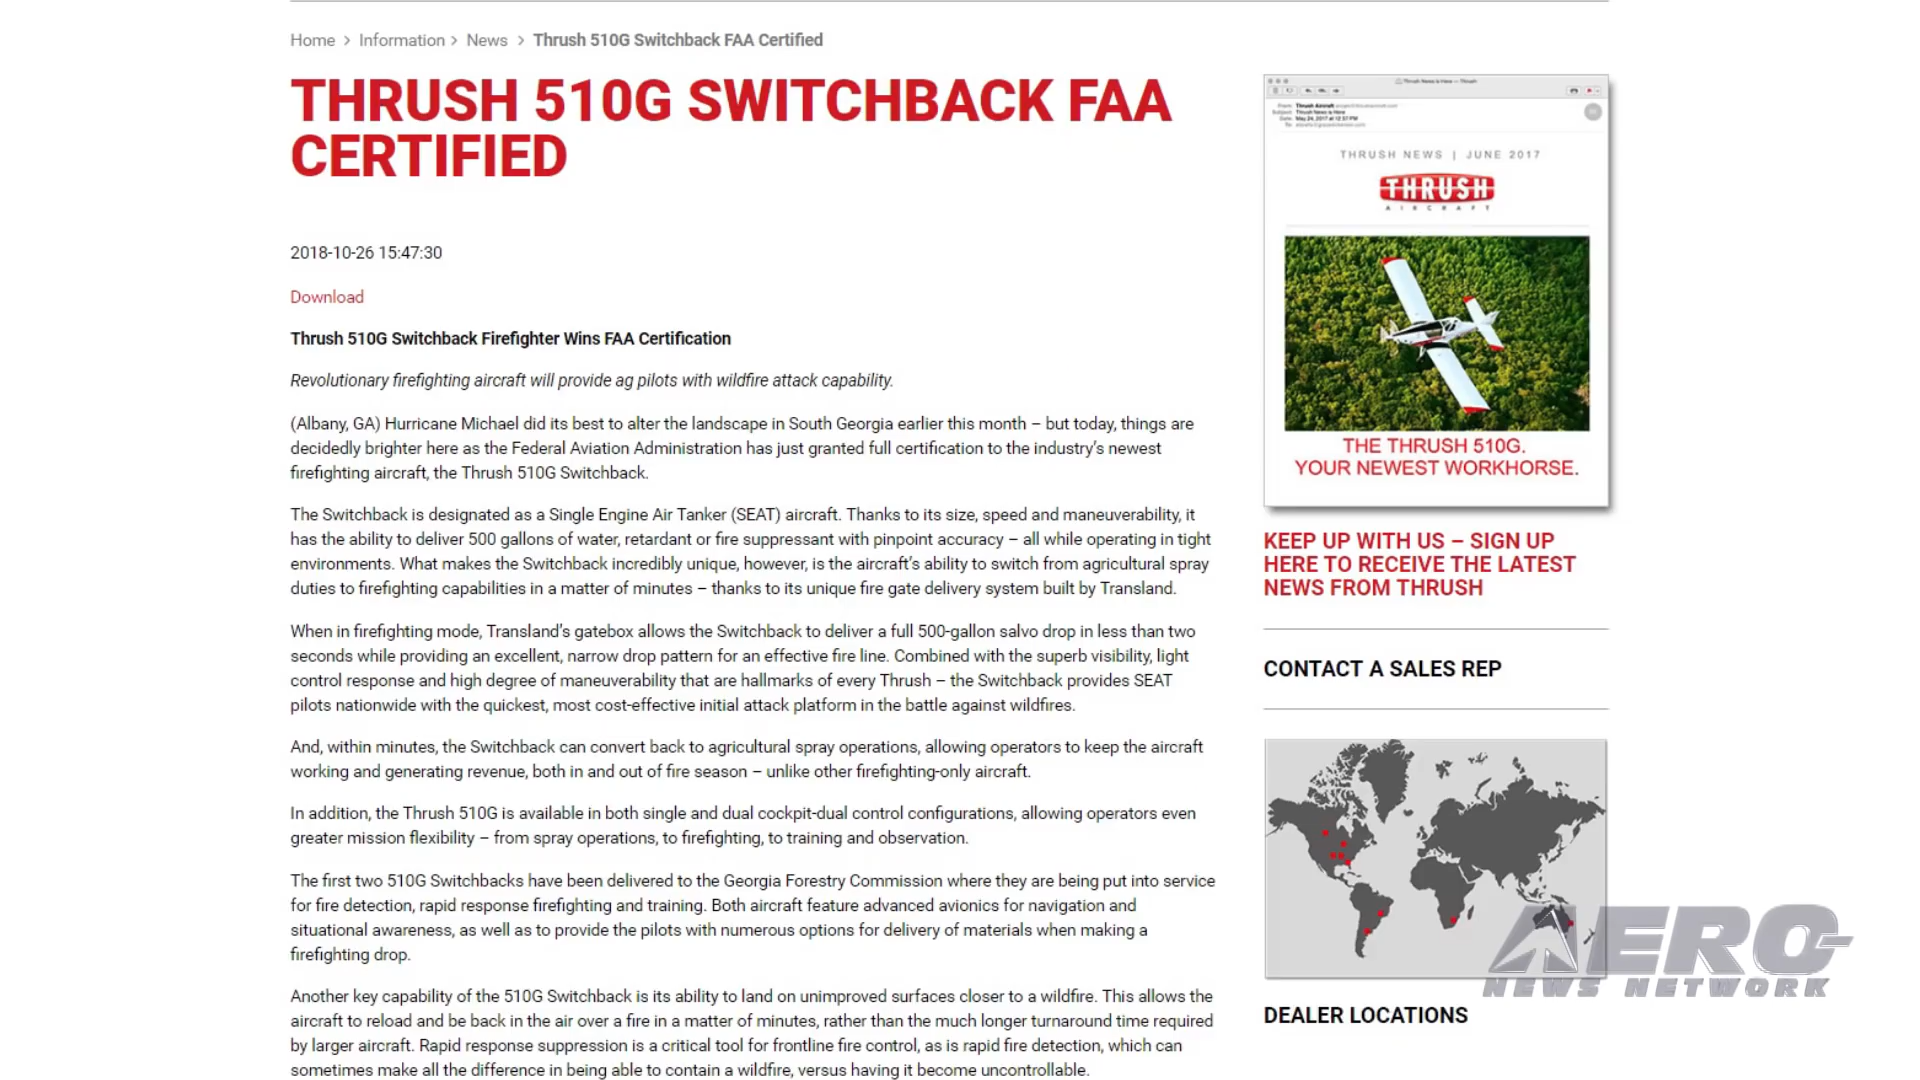 Home > Information > News > Thrush 510G Switchback FAA Certified
THRUSH 510G SWITCHBACK FAA
CERTIFIED
2018-10-26 15:47:30
Download
Thrush 510G Switchback Firefighter Wins FAA Certification
Revolutionary firefighting aircraft will provide ag pilots with wildfire attack capability.
(Albany, GA) Hurricane Michael did its best to alter the landscape in South Georgia earlier this month – but today, things are
decidedly brighter here as the Federal Aviation Administration has just granted full certification to the industry's newest
firefighting aircraft, the Thrush 510G Switchback.
The Switchback is designated as a Single Engine Air Tanker (SEAT) aircraft. Thanks to its size, speed and maneuverability, it
has the ability to deliver 500 gallons of water, retardant or fire suppressant with pinpoint accuracy – all while operating in tight
environments. What makes the Switchback incredibly unique, however, is the aircraft's ability to switch from agricultural spray
duties to firefighting capabilities in a matter of minutes – thanks to its unique fire gate delivery system built by Transland.
When in firefighting mode, Transland's gatebox allows the Switchback to deliver a full 500-gallon salvo drop in less than two
seconds while providing an excellent, narrow drop pattern for an effective fire line. Combined with the superb visibility, light
control response and high degree of maneuverability that are hallmarks of every Thrush – the Switchback provides SEAT
pilots nationwide with the quickest, most cost-effective initial attack platform in the battle against wildfires.
And, within minutes, the Switchback can convert back to agricultural spray operations, allowing operators to keep the aircraft
working and generating revenue, both in and out of fire season – unlike other firefighting-only aircraft.
In addition, the Thrush 510G is available in both single and dual cockpit-dual control configurations, allowing operators even
greater mission flexibility – from spray operations, to firefighting, to training and observation.
The first two 510G Switchbacks have been delivered to the Georgia Forestry Commission where they are being put into service
for fire detection, rapid response firefighting and training. Both aircraft feature advanced avionics for navigation and
situational awareness, as well as to provide the pilots with numerous options for delivery of materials when making a
firefighting drop.
Another key capability of the 510G Switchback is its ability to land on unimproved surfaces closer to a wildfire. This allows the
aircraft to reload and be back in the air over a fire in a matter of minutes, rather than the much longer turnaround time required
by larger aircraft. Rapid response suppression is a critical tool for frontline fire control, as is rapid fire detection, which can
sometimes make all the difference in being able to contain a wildfire, versus having it become uncontrollable.
Thrush News is Here — Thrush
From: Thrush Aircraft
Subject: Thrush News is Here
Date: May 24, 2017 at 12:57 PM
To:
THRUSH NEWS | JUNE 2017
THRUSH
AIRCRAFT
THE THRUSH 510G.
YOUR NEWEST WORKHORSE.
KEEP UP WITH US – SIGN UP
HERE TO RECEIVE THE LATEST
NEWS FROM THRUSH
CONTACT A SALES REP
DEALER LOCATIONS
AERO-
NEWS NETWORK